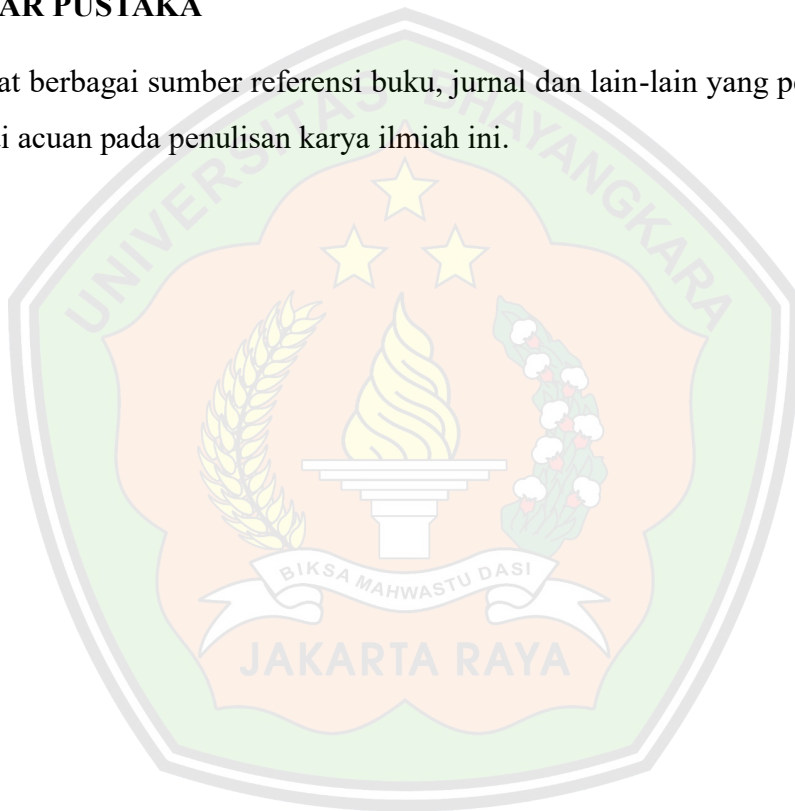 AR PUSTAKA
at berbagai sumber referensi buku, jurnal dan lain-lain yang p
i acuan pada penulisan karya ilmiah ini.
UNIVERSITAS BHAYANGKARA
BIKSA MAHWASTU DASI
JAKARTA RAYA